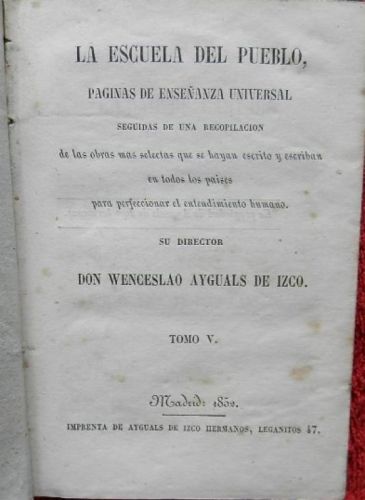 LA ESCUELA DEL PUEBLO,
PAGINAS DE ENSEÑANZA UNIVERSAL
SEGUIDAS DE UNA RECOPILACION
de las obras mas selectas que se hayan escrito y escriban
en todos los paises
para perfeccionar el entendimiento humano.
SU DIRECTOR
DON WENCESLAO AYGUALS DE IZCO.
TOMO V.
Madrid: 1852.
IMPRENTA DE AYGUALS DE IZCO HERMANOS, LEGANITOS 47.